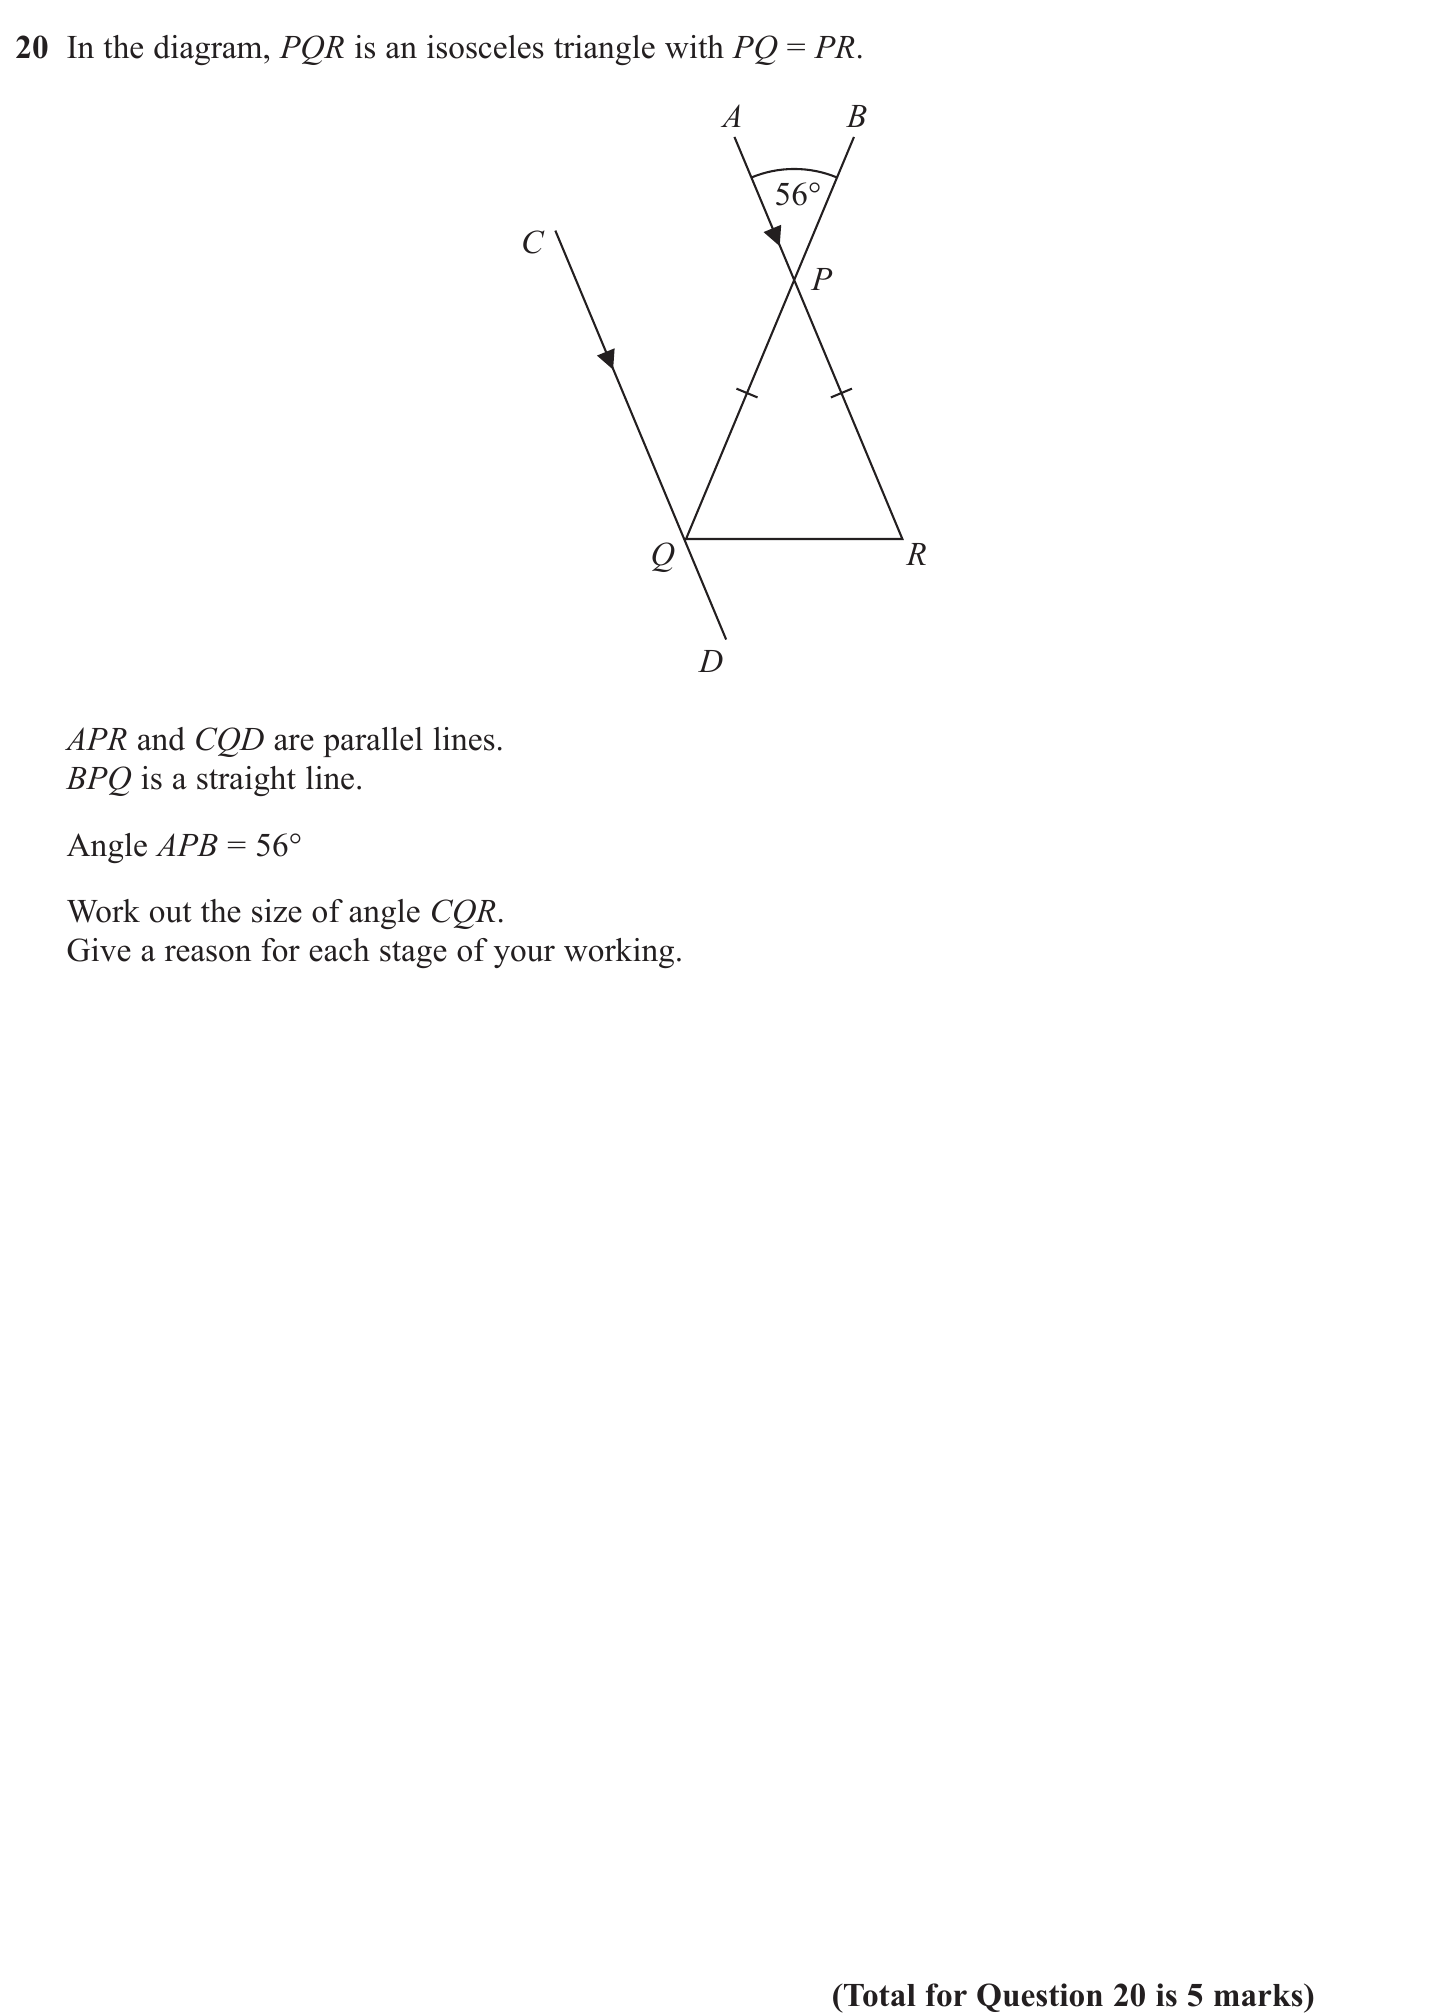 20 In the diagram, PQR is an isosceles triangle with PQ = PR.
A
B
56°
C
P
Q
R
D
APR and CQD are parallel lines.
BPQ is a straight line.
Angle APB = 56°
Work out the size of angle CQR.
Give a reason for each stage of your working.
(Total for Question 20 is 5 marks)